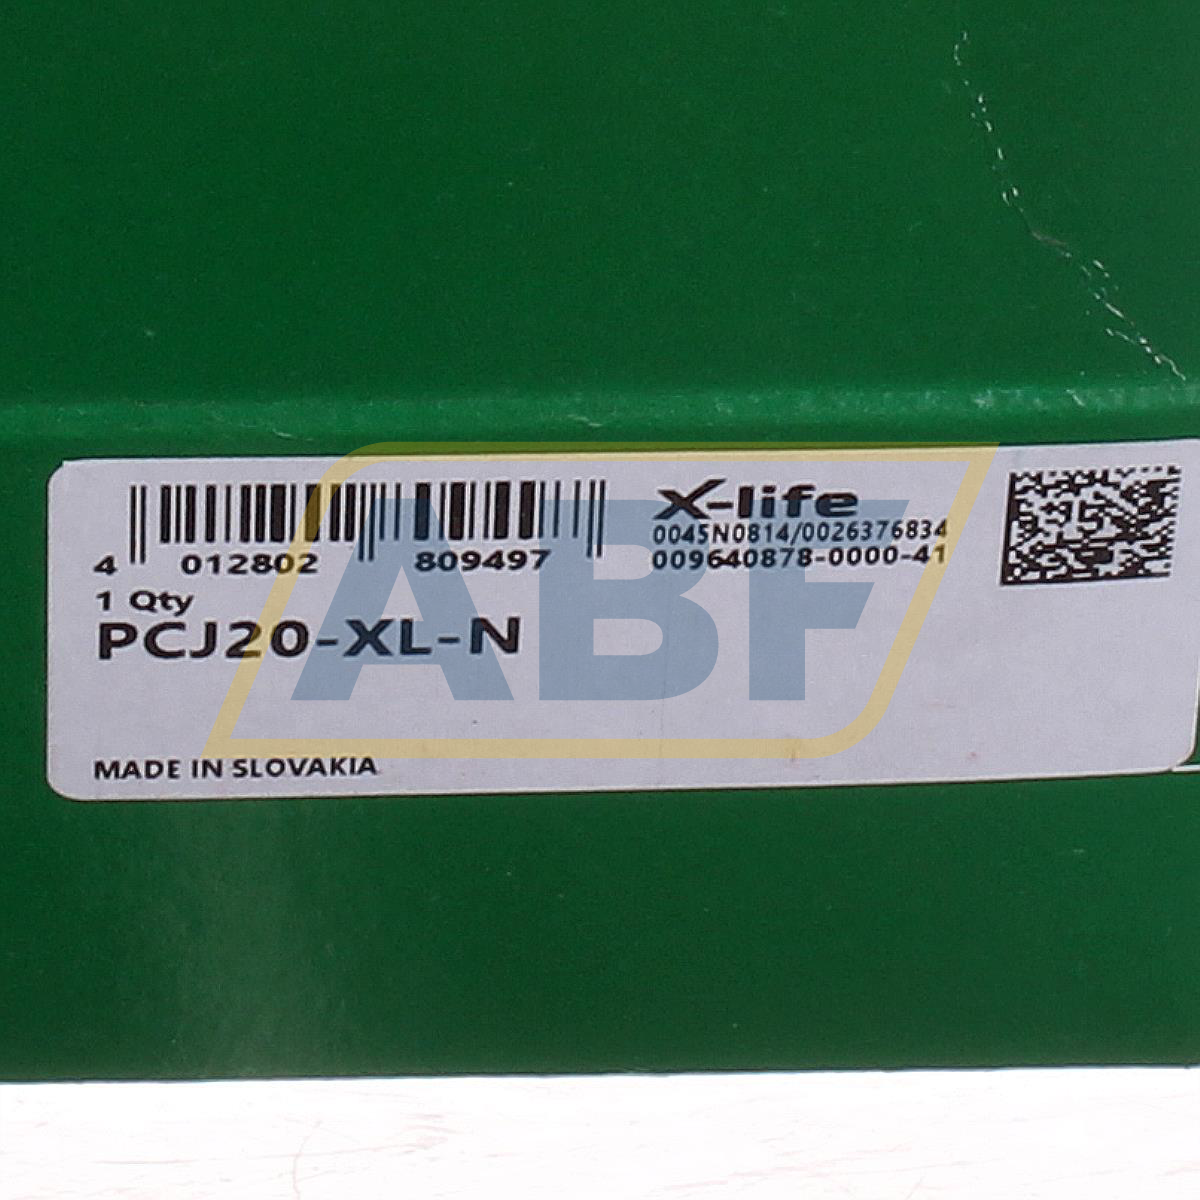 X-life
0045N0814/0026376834
009640878-0000-41
4 012802 809497
1 Qty
PCJ20-XL-N
MADE IN SLOVAKIA
ABF